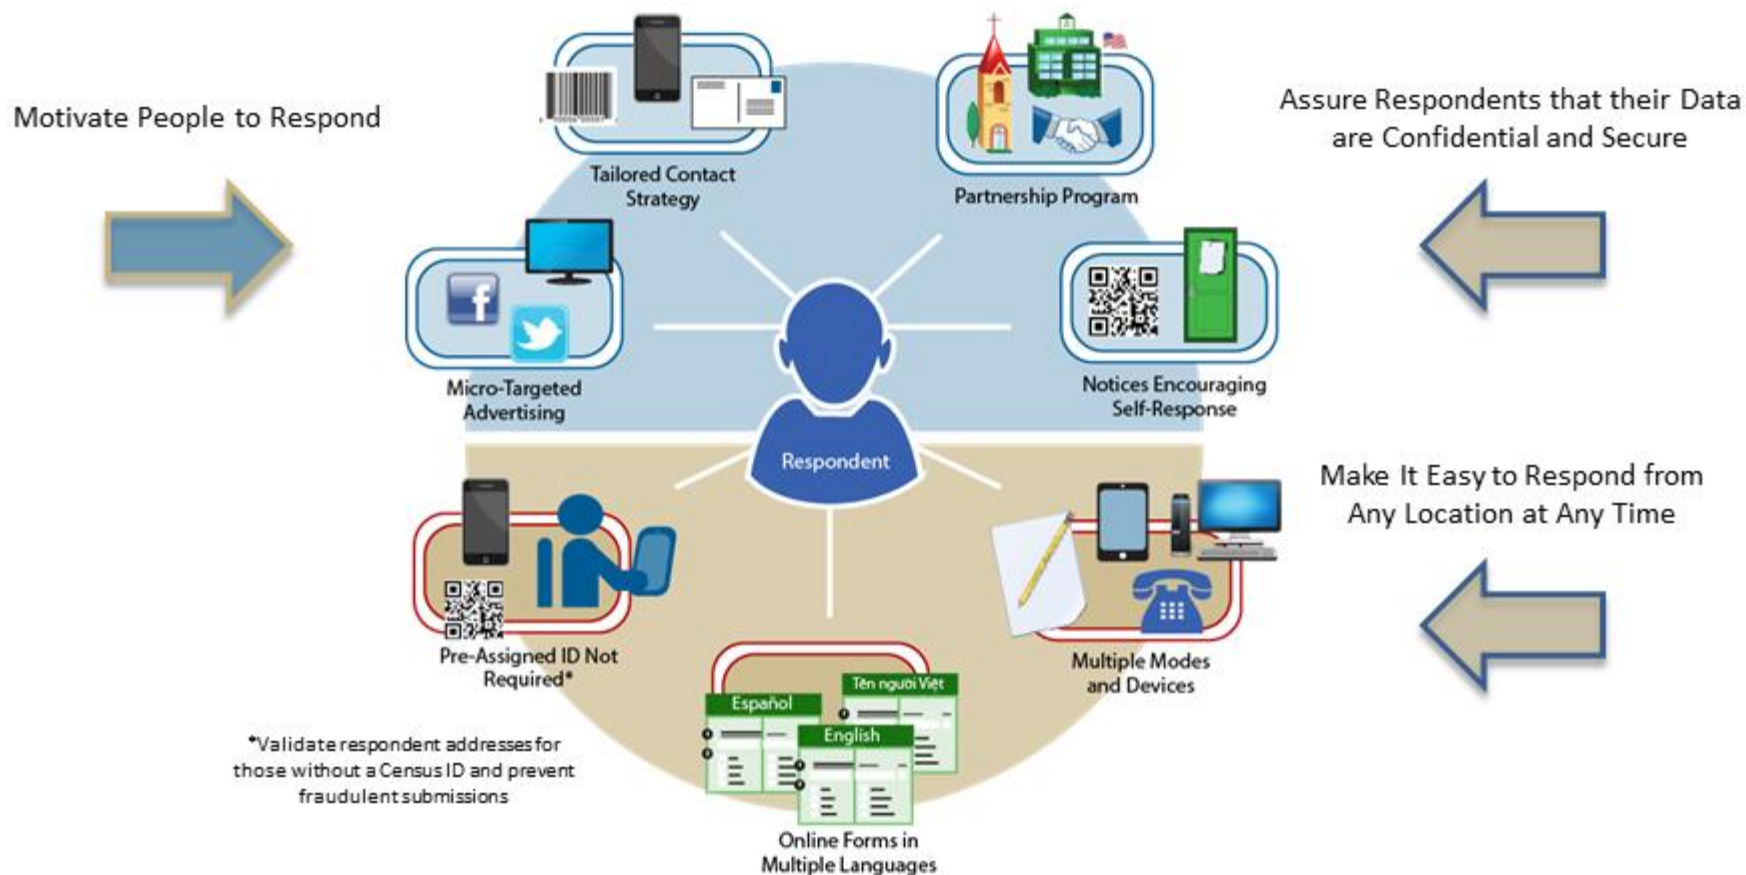 Motivate People to Respond
Tailored Contact
Strategy
Partnership Program
Assure Respondents that their Data
are Confidential and Secure
Micro-Targeted
Advertising
Notices Encouraging
Self-Response
Respondent
Make It Easy to Respond from
Any Location at Any Time
Pre-Assigned ID Not
Required*
Multiple Modes
and Devices
*Validate respondent addresses for
those without a Census ID and prevent
fraudulent submissions
Español
Tên người Việt
English
Online Forms in
Multiple Languages